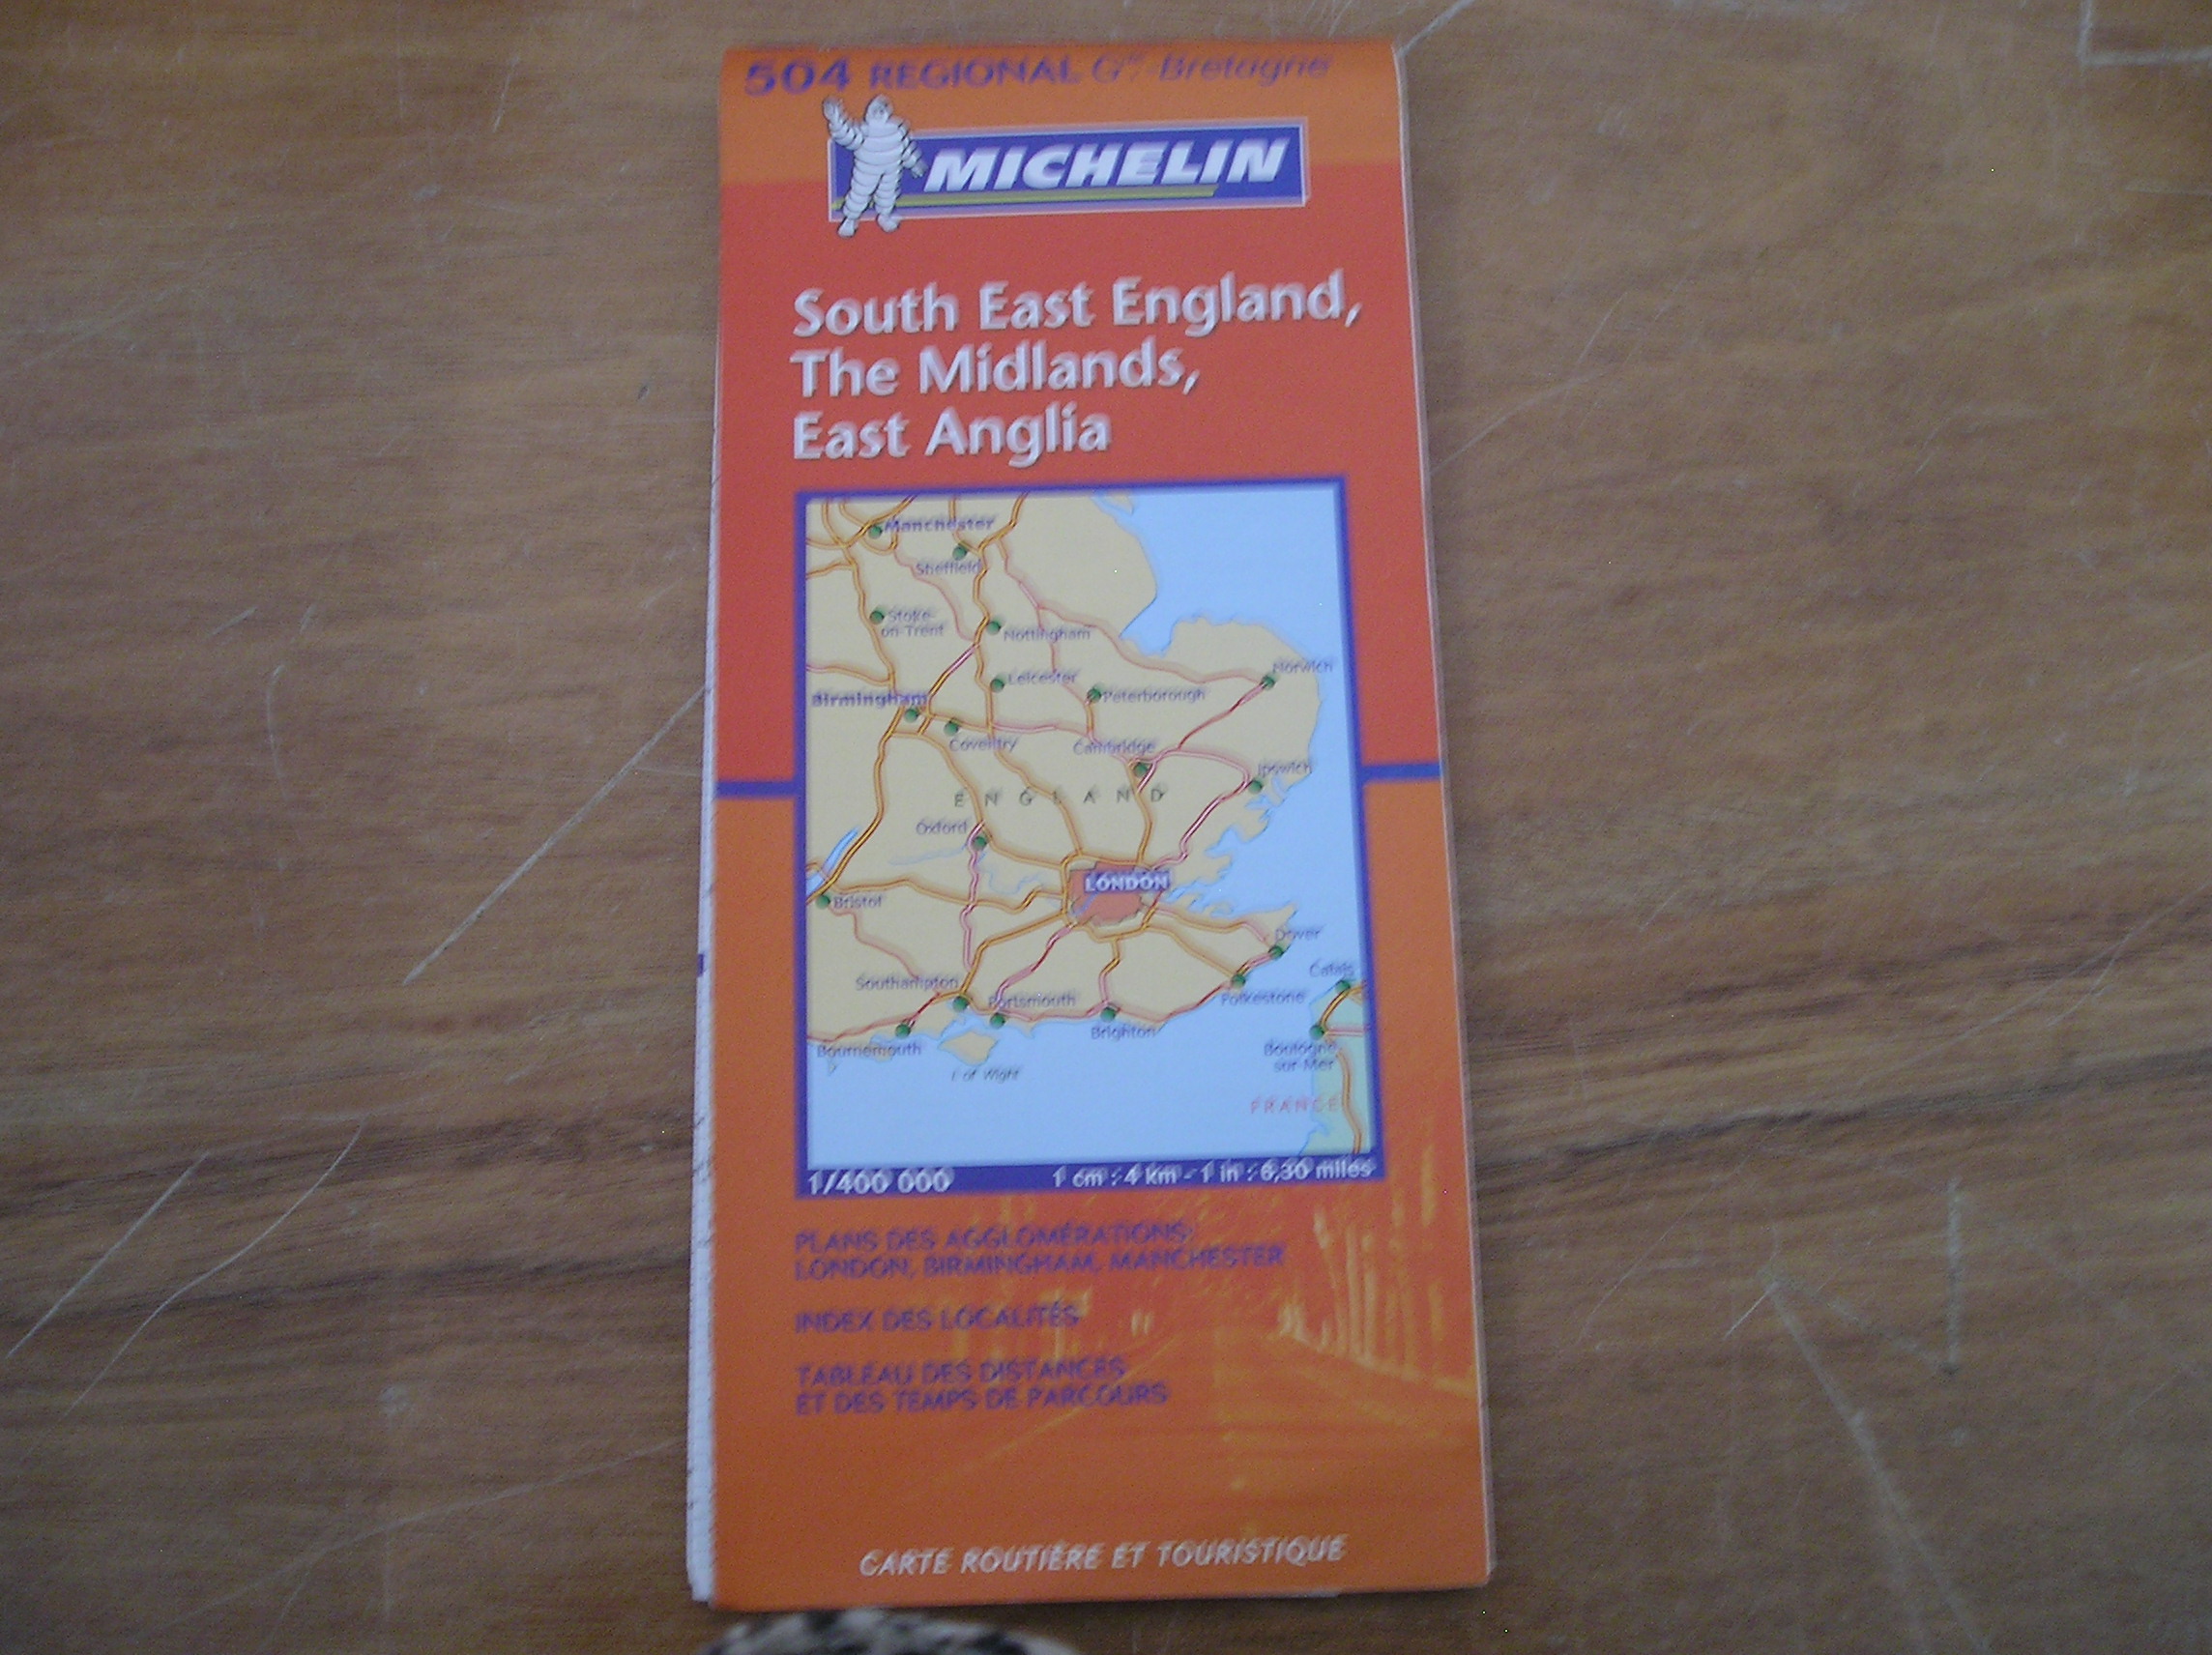 504 REGIONAL Gde-Bretagne
MICHELIN
South East England,
The Midlands,
East Anglia
Manchester
Sheffield
Stoke-
on-Trent
Nottingham
Norwich
Leicester
Peterborough
Birmingham
Coventry
Cambridge
Ipswich
ENGLAND
Oxford
LONDON
Bristol
Dover
Calais
Southampton
Portsmouth
Folkestone
Brighton
Bournemouth
Boulogne-
sur-Mer
I. of Wight
FRANCE
1/400 000 1 cm : 4 km - 1 in : 6,30 miles
PLANS DES AGGLOMÉRATIONS:
LONDON, BIRMINGHAM, MANCHESTER
INDEX DES LOCALITÉS
TABLEAU DES DISTANCES
ET DES TEMPS DE PARCOURS
CARTE ROUTIÈRE ET TOURISTIQUE